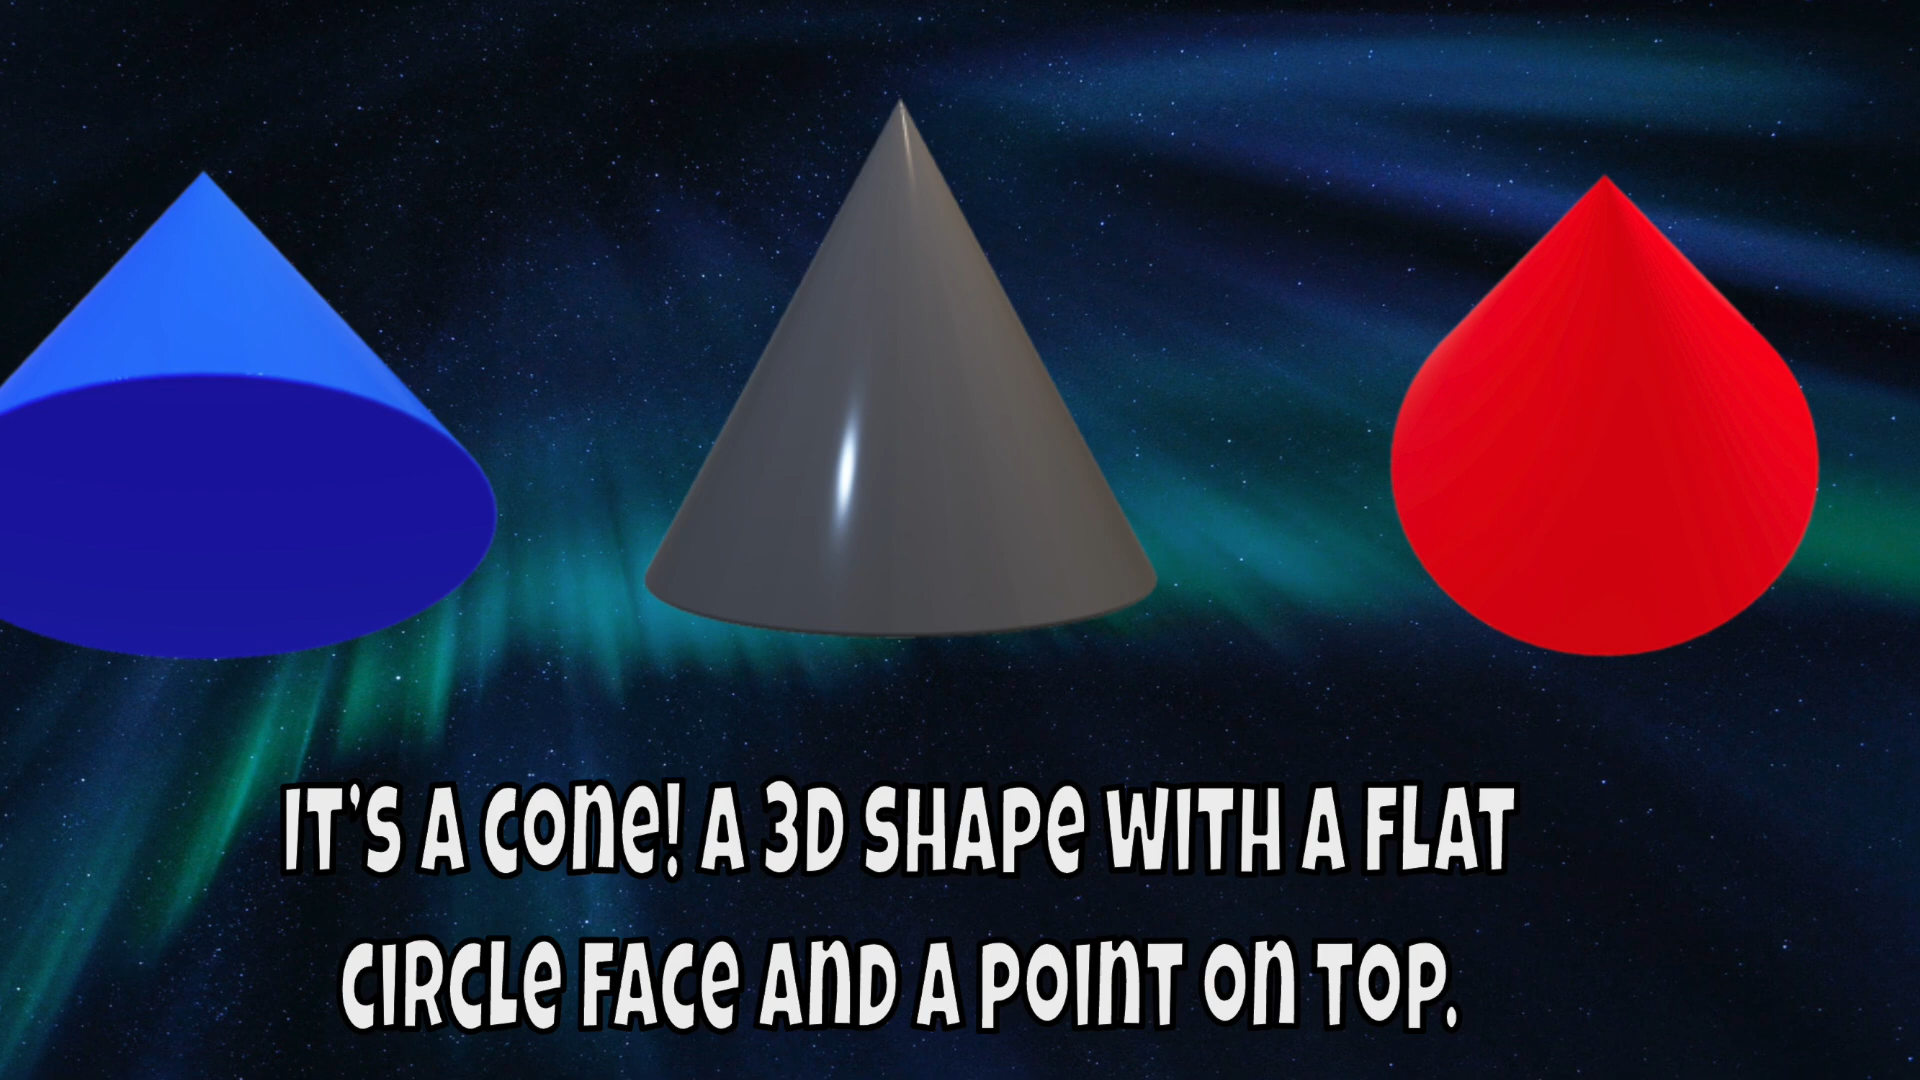 IT'S A CONE! A 3D SHAPE WITH A FLAT
CIRCLE FACE AND A POINT ON TOP.